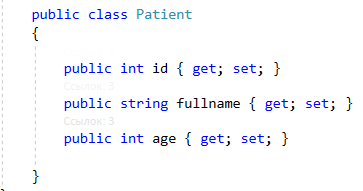 public class Patient
{
public int id { get; set; }
Ссылок: 3
public string fullname { get; set; }
Ссылок: 3
public int age { get; set; }
}